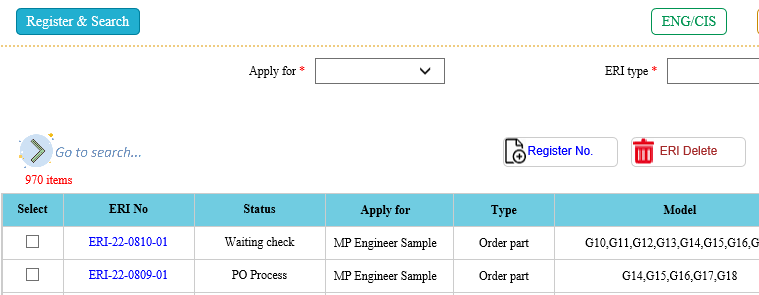 Register & Search
ENG/CIS
Apply for *
ERI type *
Go to search...
Register No.
ERI Delete
970 items
Select ERI No Status Apply for Type Model
ERI-22-0810-01 Waiting check MP Engineer Sample Order part G10,G11,G12,G13,G14,G15,G16,G
ERI-22-0809-01 PO Process MP Engineer Sample Order part G14,G15,G16,G17,G18